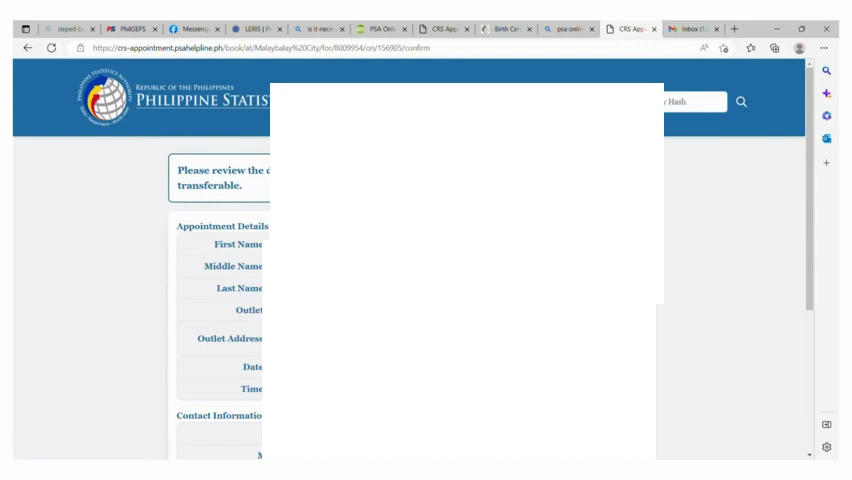 deped b
PhilGEPS
Messeng
LERIS | Ph
is it nece
PSA Onli
CRS App
Birth Cer
psa onlin
CRS App
Inbox (1,
https://crs-appointment.psahelpline.ph/book/at/Malaybalay%20City/for/8009954/on/156905/confirm
REPUBLIC OF THE PHILIPPINES
PHILIPPINE STATIS
Hash
Please review the d
transferable.
Appointment Details
First Name
Middle Name
Last Name
Outlet
Outlet Address
Date
Time
Contact Informatio
M